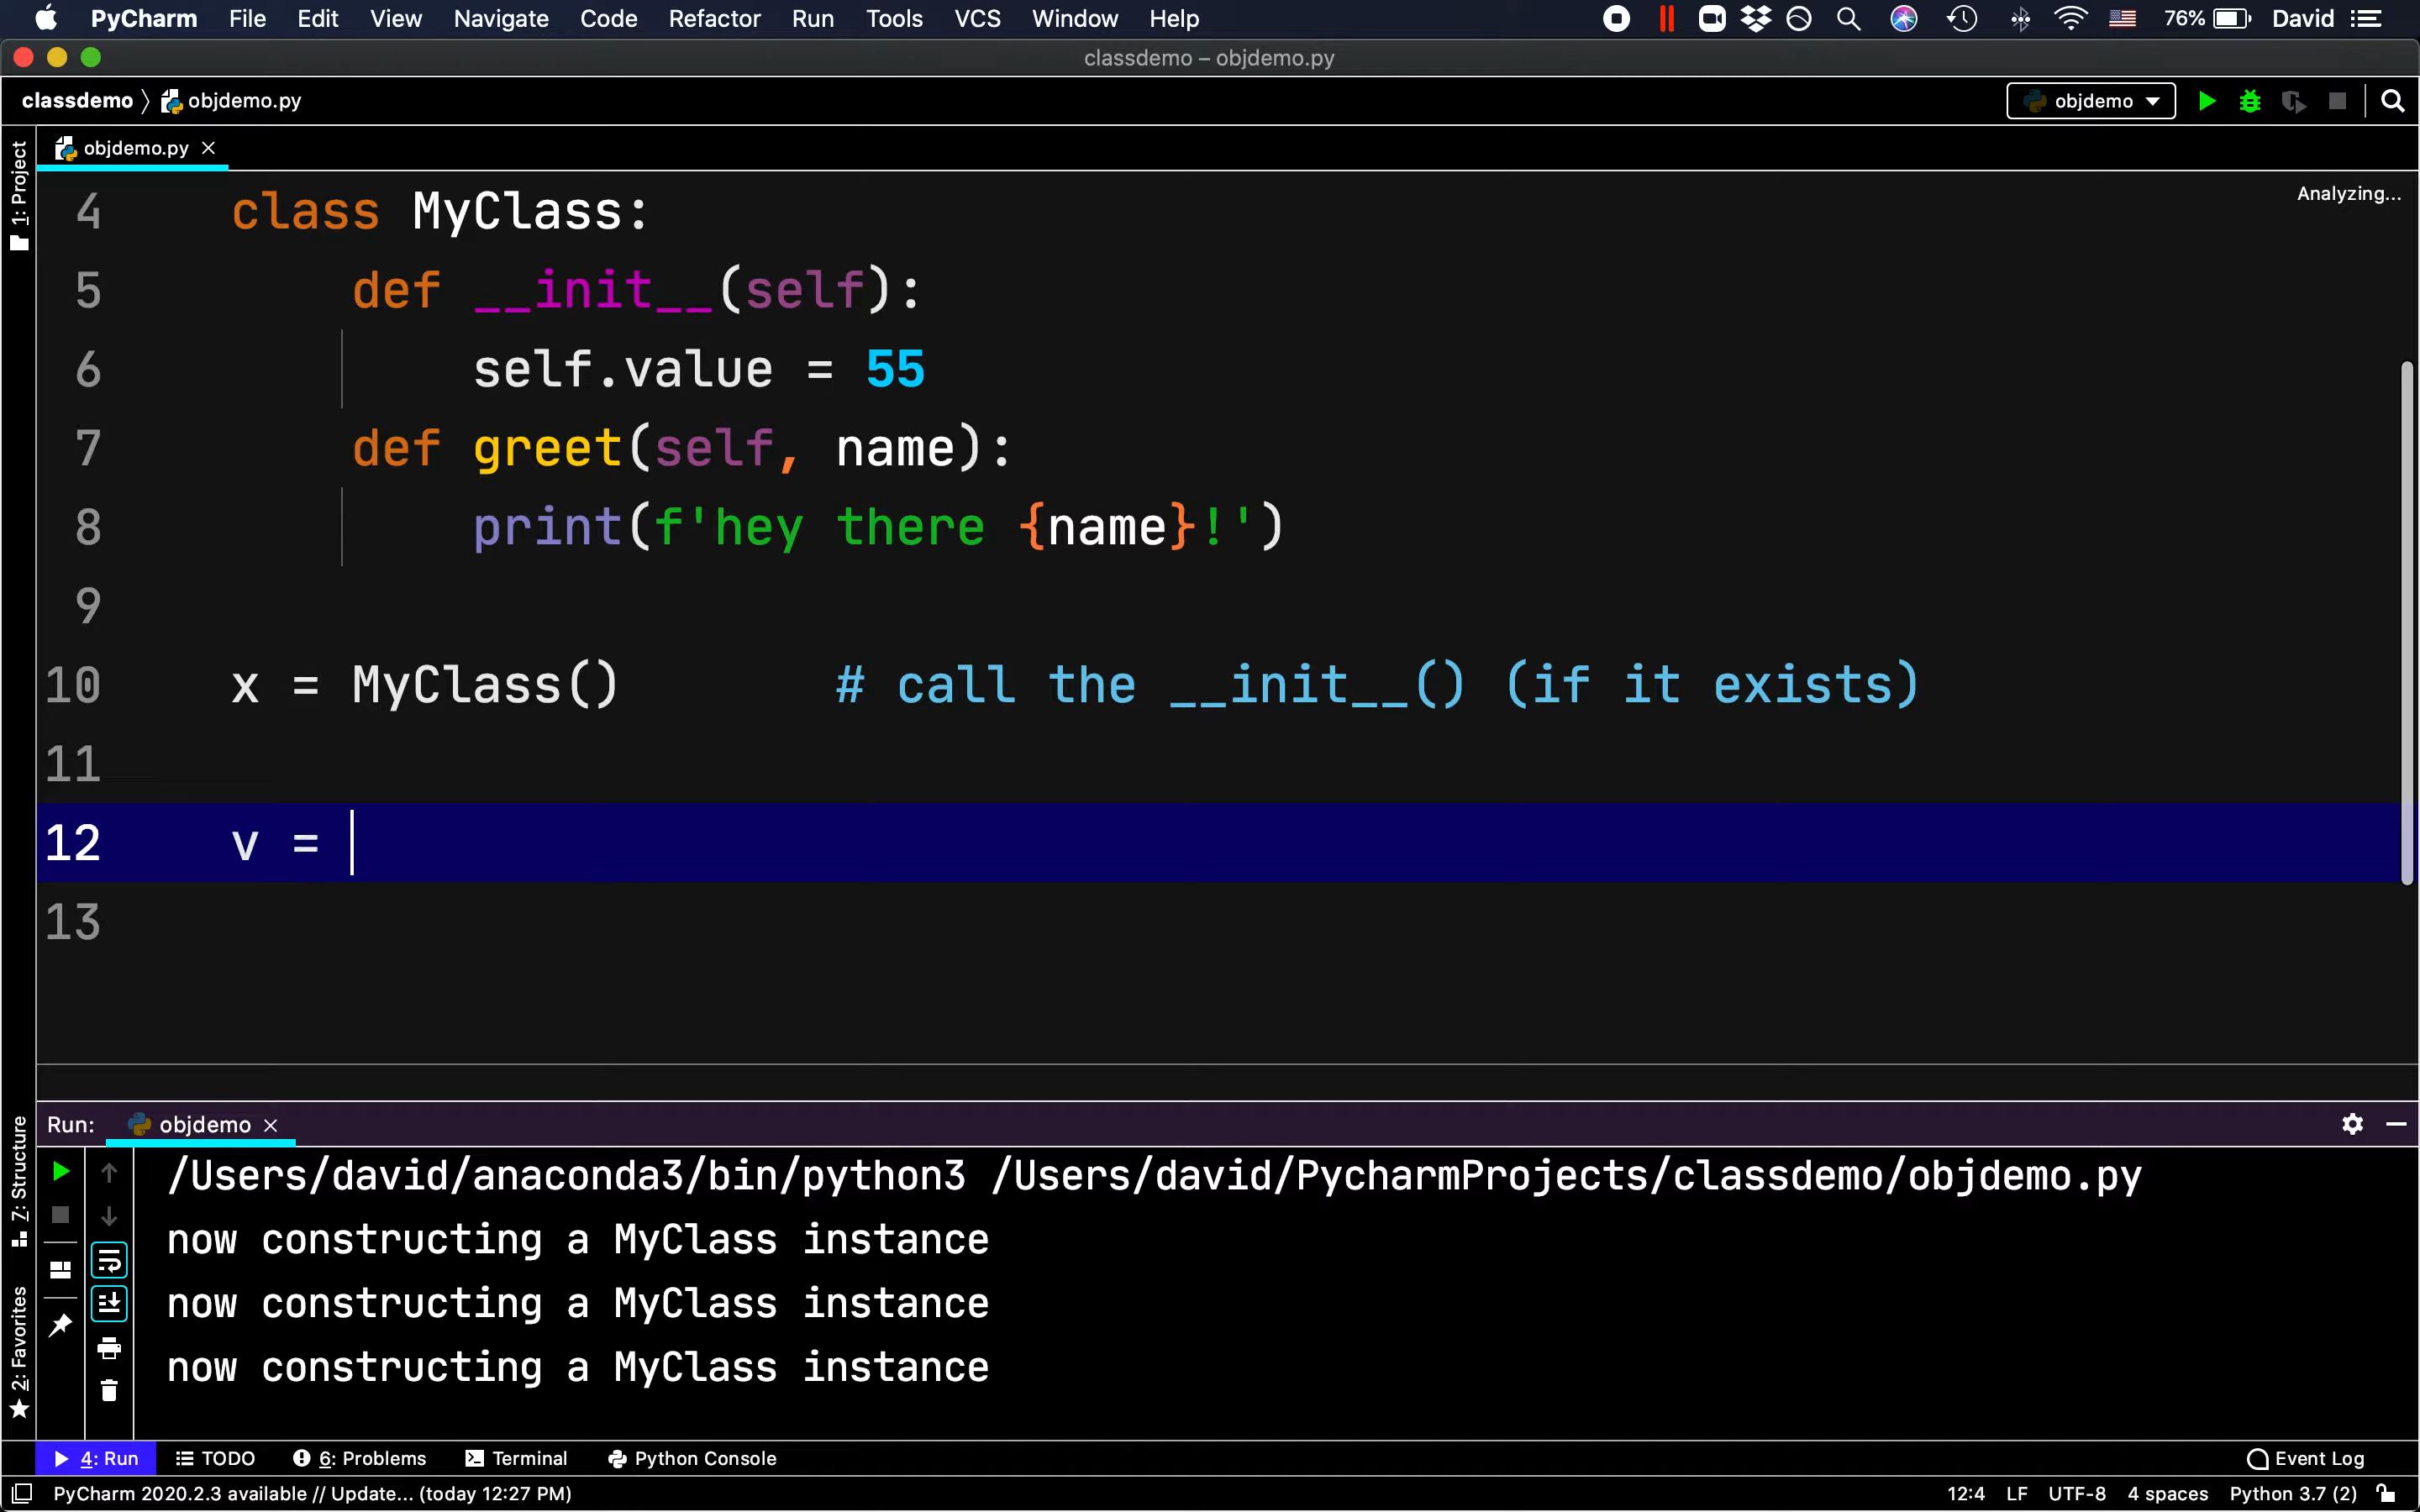 PyCharm File Edit View Navigate Code Refactor Run Tools VCS Window Help 76% David
classdemo – objdemo.py
classdemo objdemo.py objdemo
1: Project
objdemo.py
Analyzing...
4 class MyClass:
5 def __init__(self):
6 self.value = 55
7 def greet(self, name):
8 print(f'hey there {name}!')
9
10 x = MyClass() # call the __init__() (if it exists)
11
12 v =
13
Run: objdemo
7: Structure
2: Favorites
/Users/david/anaconda3/bin/python3 /Users/david/PycharmProjects/classdemo/objdemo.py
now constructing a MyClass instance
now constructing a MyClass instance
now constructing a MyClass instance
4: Run TODO 6: Problems Terminal Python Console Event Log
PyCharm 2020.2.3 available // Update... (today 12:27 PM) 12:4 LF UTF-8 4 spaces Python 3.7 (2)